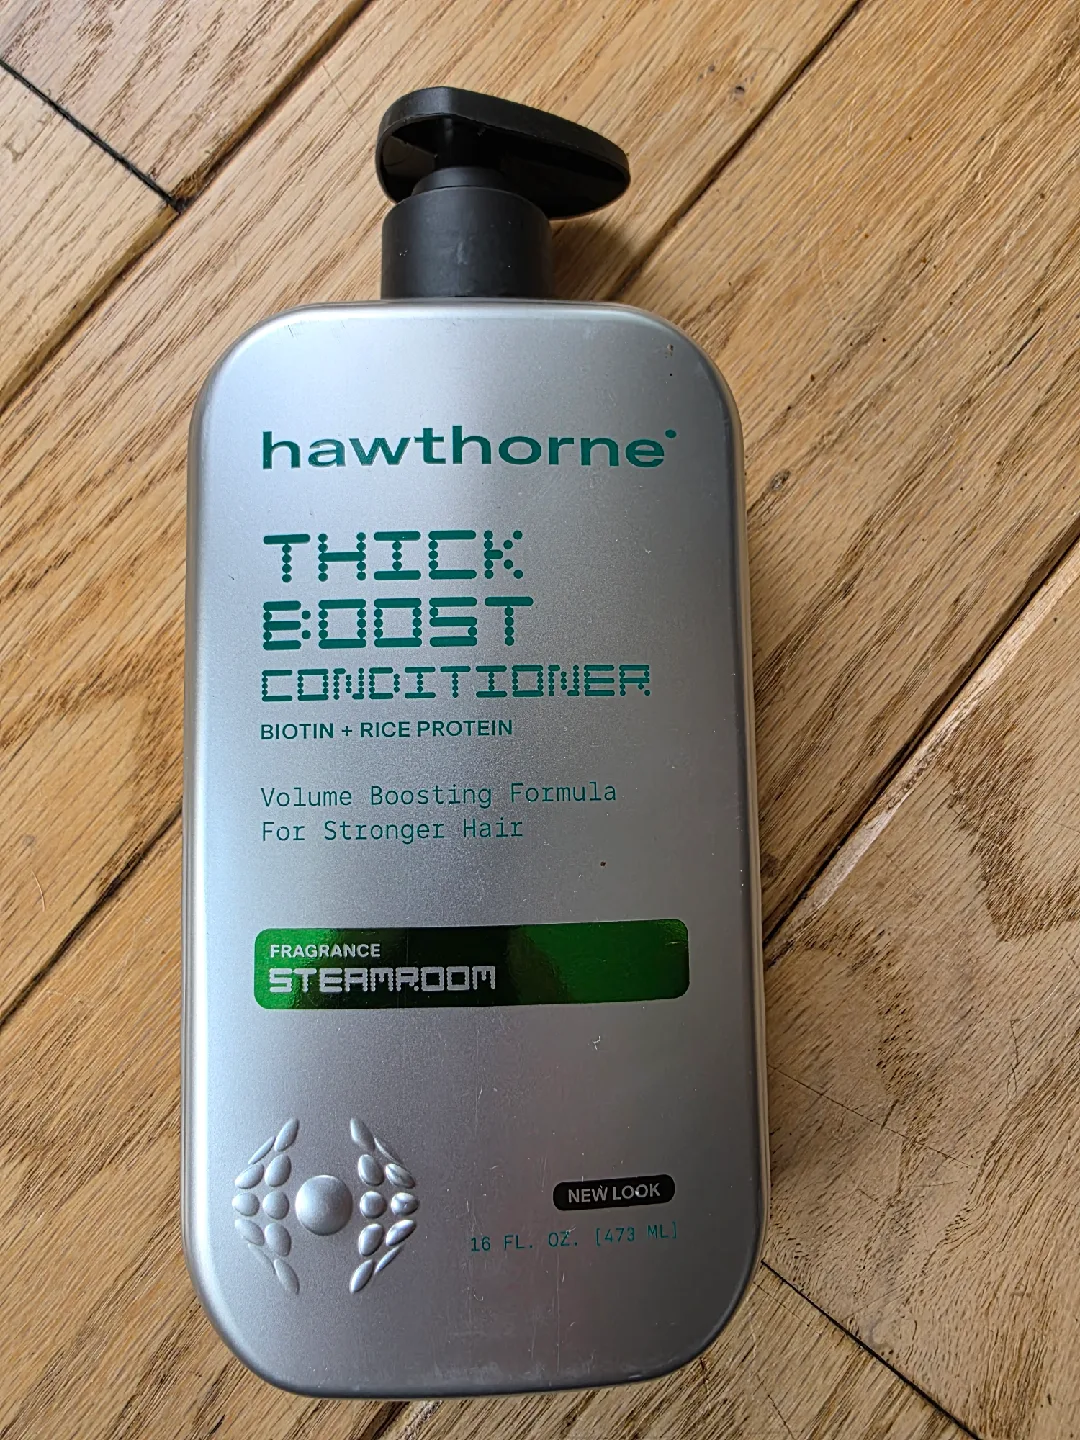 hawthorne
THICK
BOOST
CONDITIONER
BIOTIN + RICE PROTEIN
Volume Boosting Formula
For Stronger Hair
FRAGRANCE
STEAMROOM
NEW LOOK
16 FL. OZ. [473 ML]